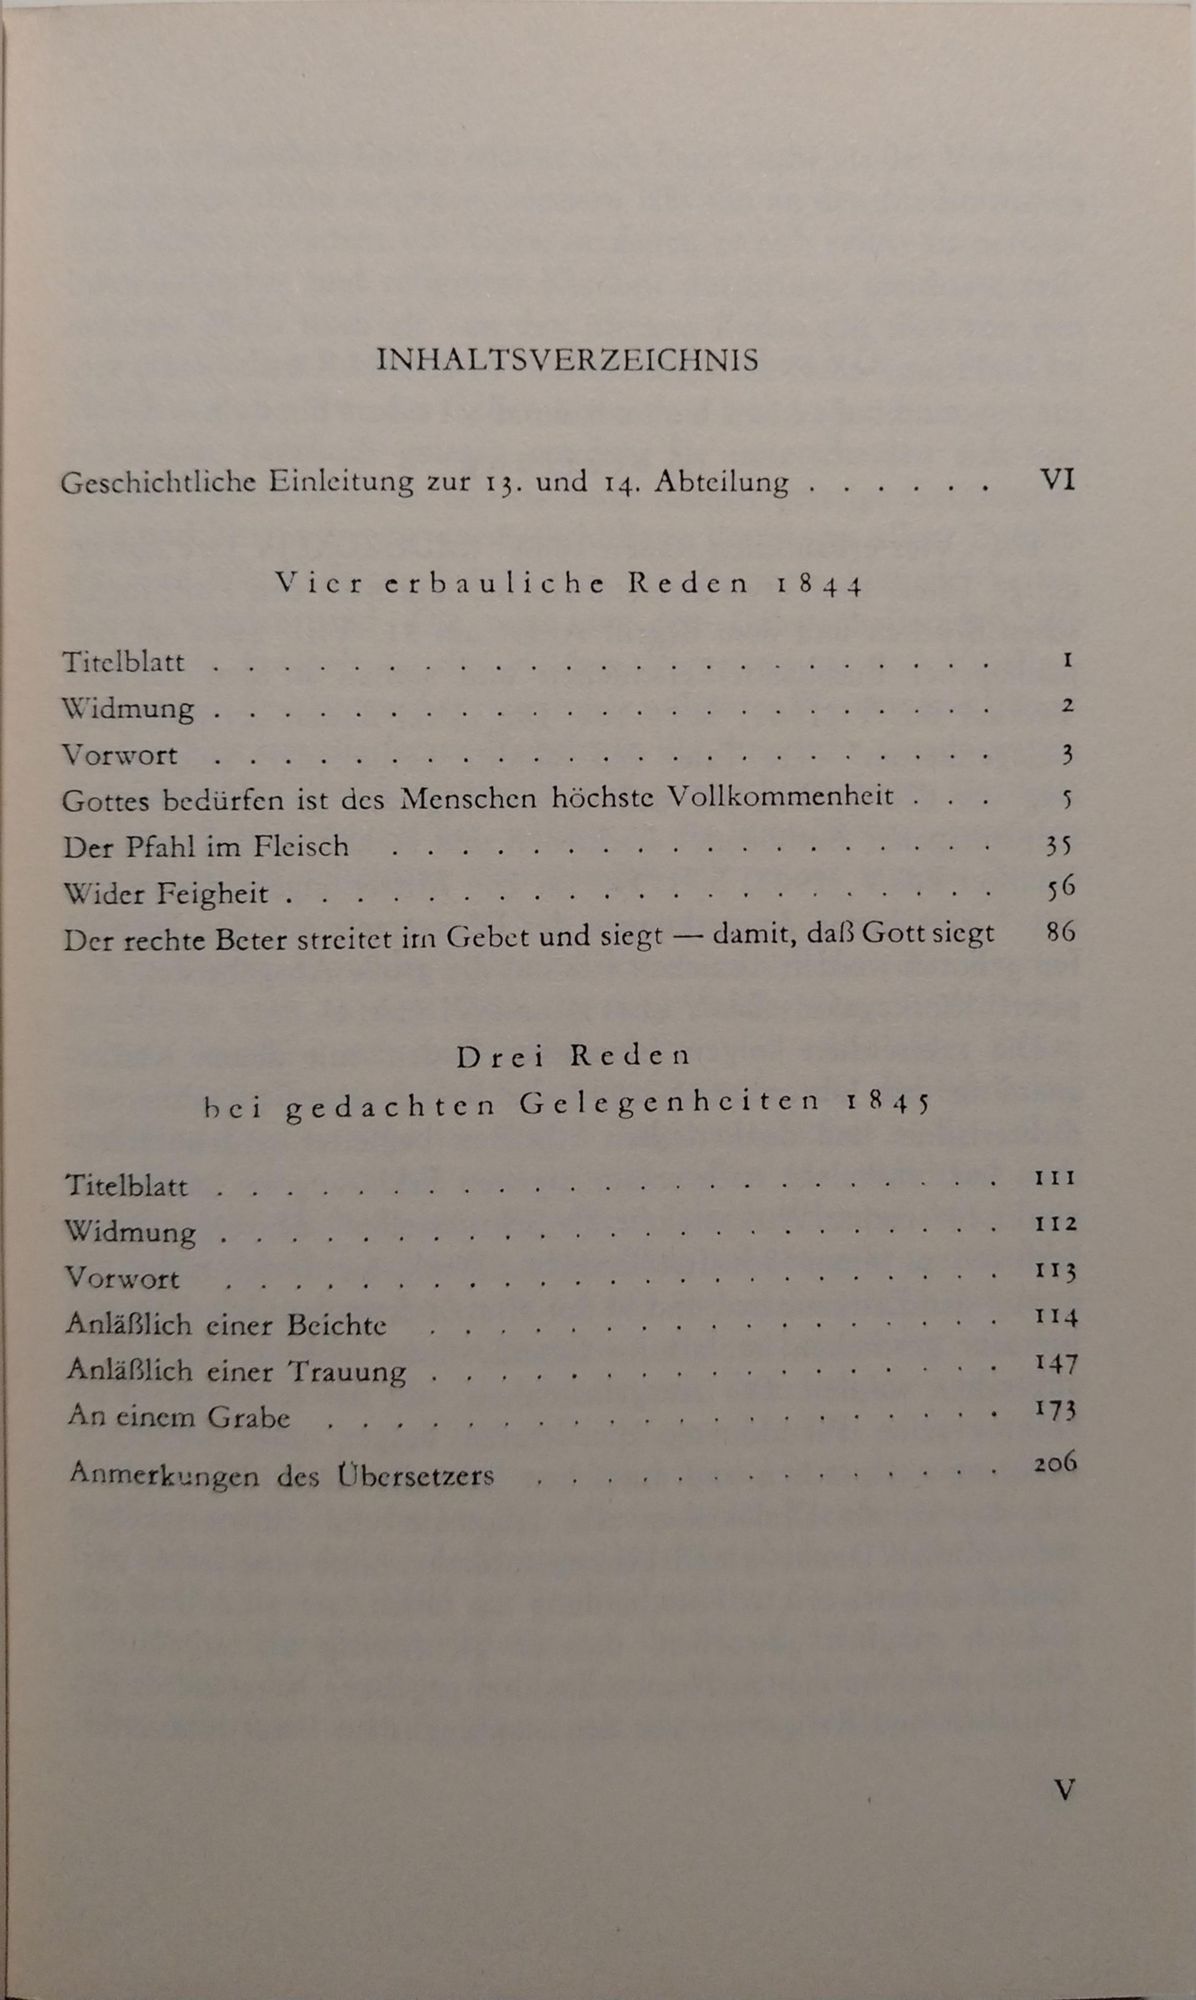 INHALTSVERZEICHNIS
Geschichtliche Einleitung zur 13. und 14. Abteilung . . . . . . VI
Vier erbauliche Reden 1844
Titelblatt . . . . . . . . . . . . . . . . . . . . . . . 1
Widmung . . . . . . . . . . . . . . . . . . . . . . . 2
Vorwort . . . . . . . . . . . . . . . . . . . . . . . 3
Gottes bedürfen ist des Menschen höchste Vollkommenheit . . . 5
Der Pfahl im Fleisch . . . . . . . . . . . . . . . . . . 35
Wider Feigheit . . . . . . . . . . . . . . . . . . . . . 56
Der rechte Beter streitet im Gebet und siegt — damit, daß Gott siegt 86
Drei Reden
bei gedachten Gelegenheiten 1845
Titelblatt . . . . . . . . . . . . . . . . . . . . . . . 111
Widmung . . . . . . . . . . . . . . . . . . . . . . . 112
Vorwort . . . . . . . . . . . . . . . . . . . . . . . 113
Anläßlich einer Beichte . . . . . . . . . . . . . . . . . 114
Anläßlich einer Trauung . . . . . . . . . . . . . . . . . 147
An einem Grabe . . . . . . . . . . . . . . . . . . . . 173
Anmerkungen des Übersetzers . . . . . . . . . . . . . . 206
V